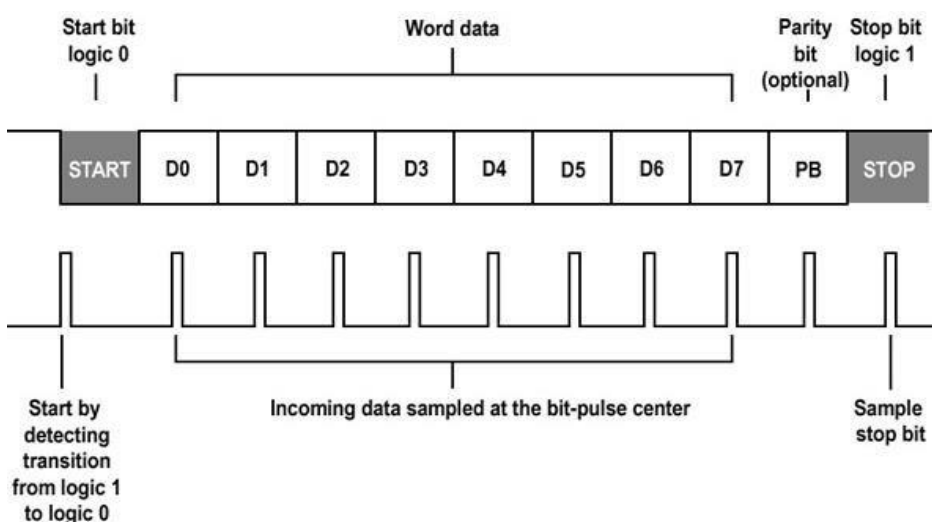 Start bit
logic 0
Word data
Parity
bit
(optional)
Stop bit
logic 1
START D0 D1 D2 D3 D4 D5 D6 D7 PB STOP
Start by
detecting
transition
from logic 1
to logic 0
Incoming data sampled at the bit-pulse center
Sample
stop bit